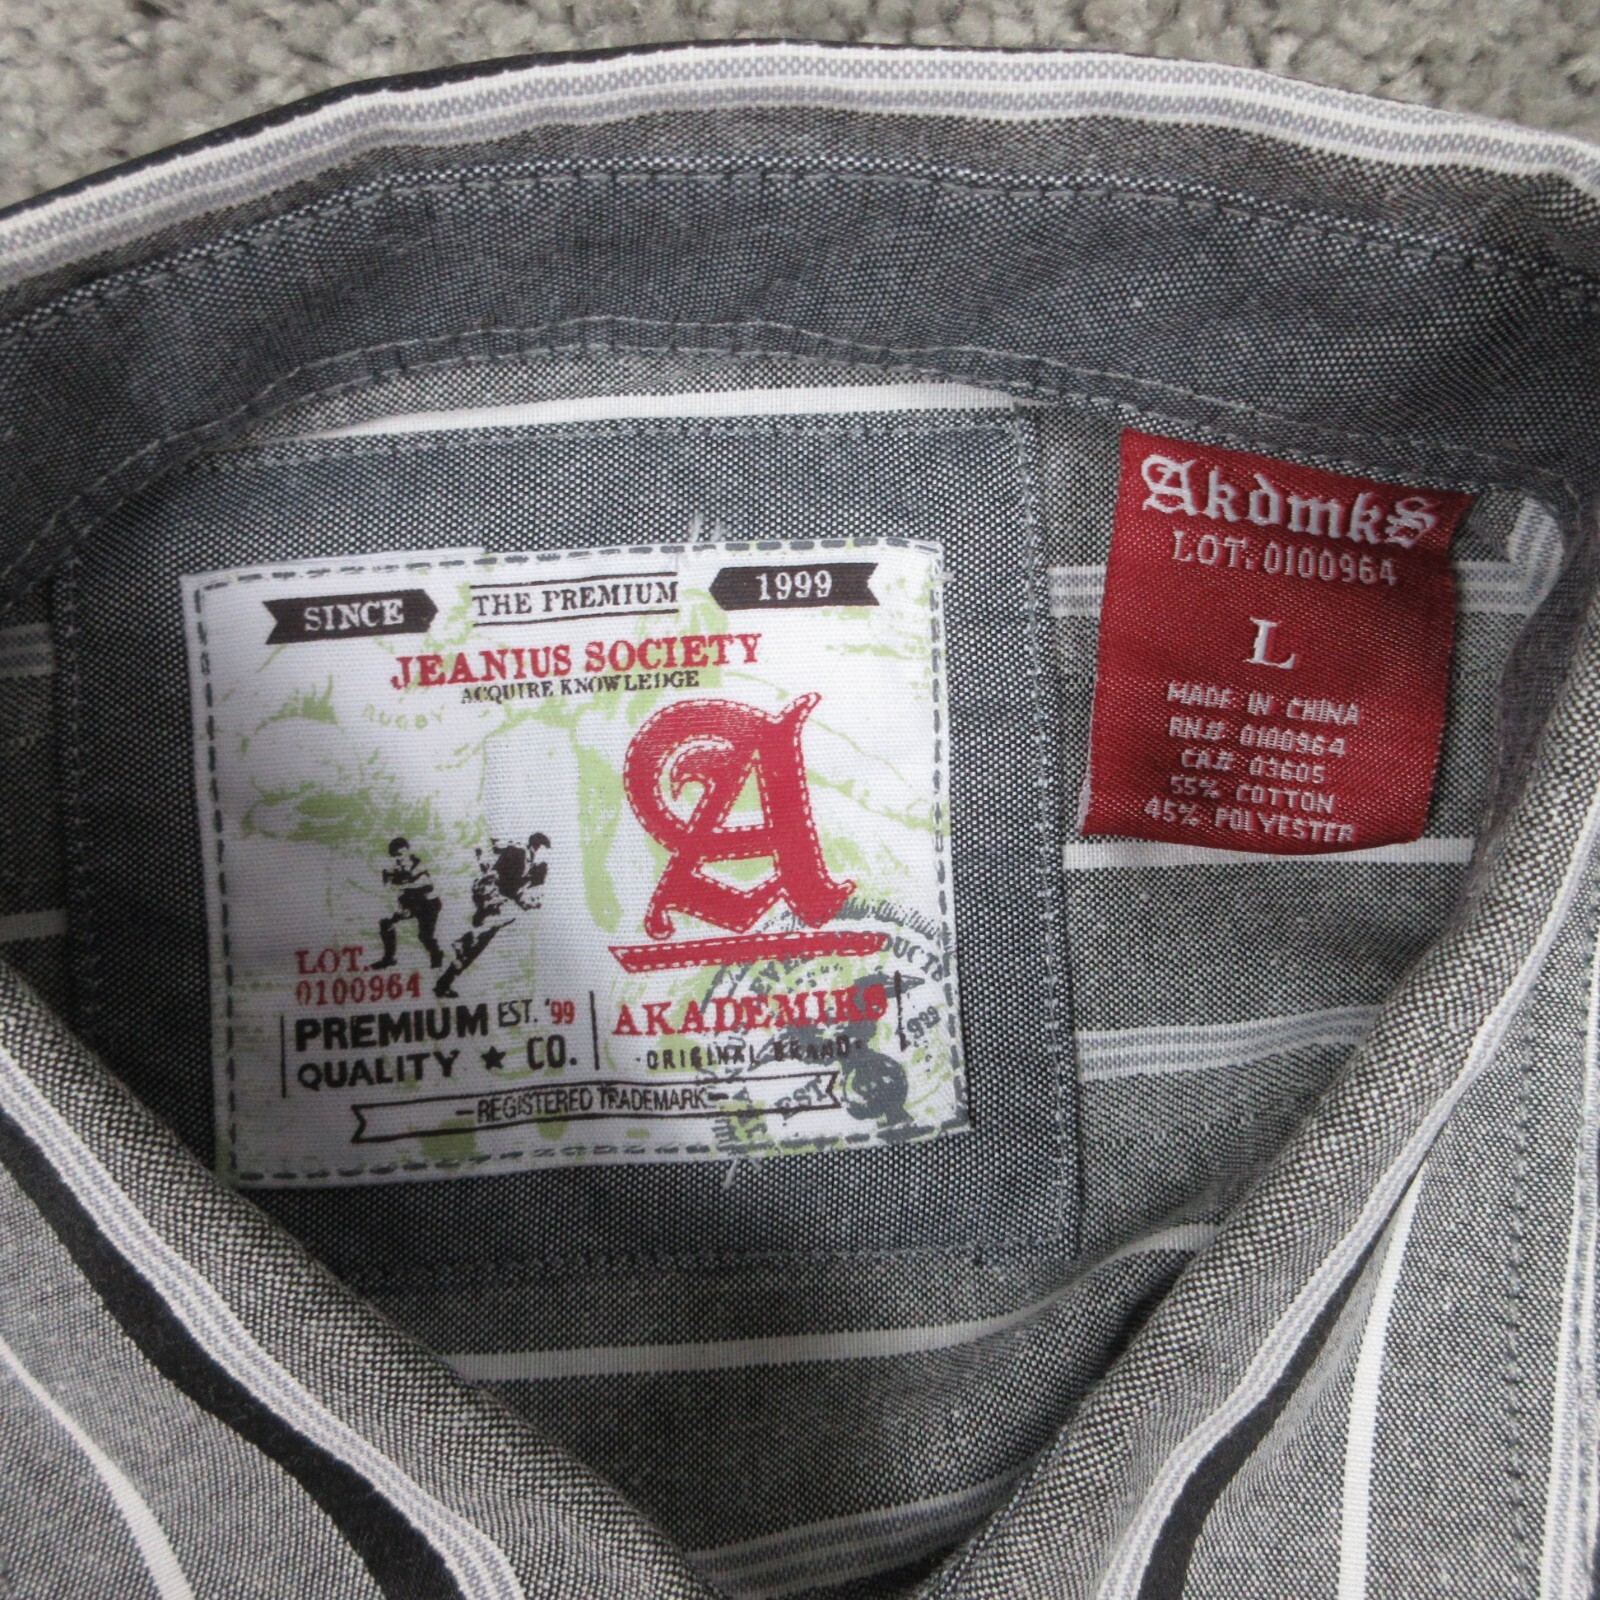 SINCE THE PREMIUM 1999
JEANIUS SOCIETY
ACQUIRE KNOWLEDGE
RUGBY
A
LOT.
0100964
PREMIUM EST. '99
QUALITY ★ CO.
AKADEMIKS
·ORIGINAL BRAND·
-REGISTERED TRADEMARK-
AkdmkS
LOT. 0100964
L
MADE IN CHINA
RN# 0100964
CA# 03605
55% COTTON
45% POLYESTER